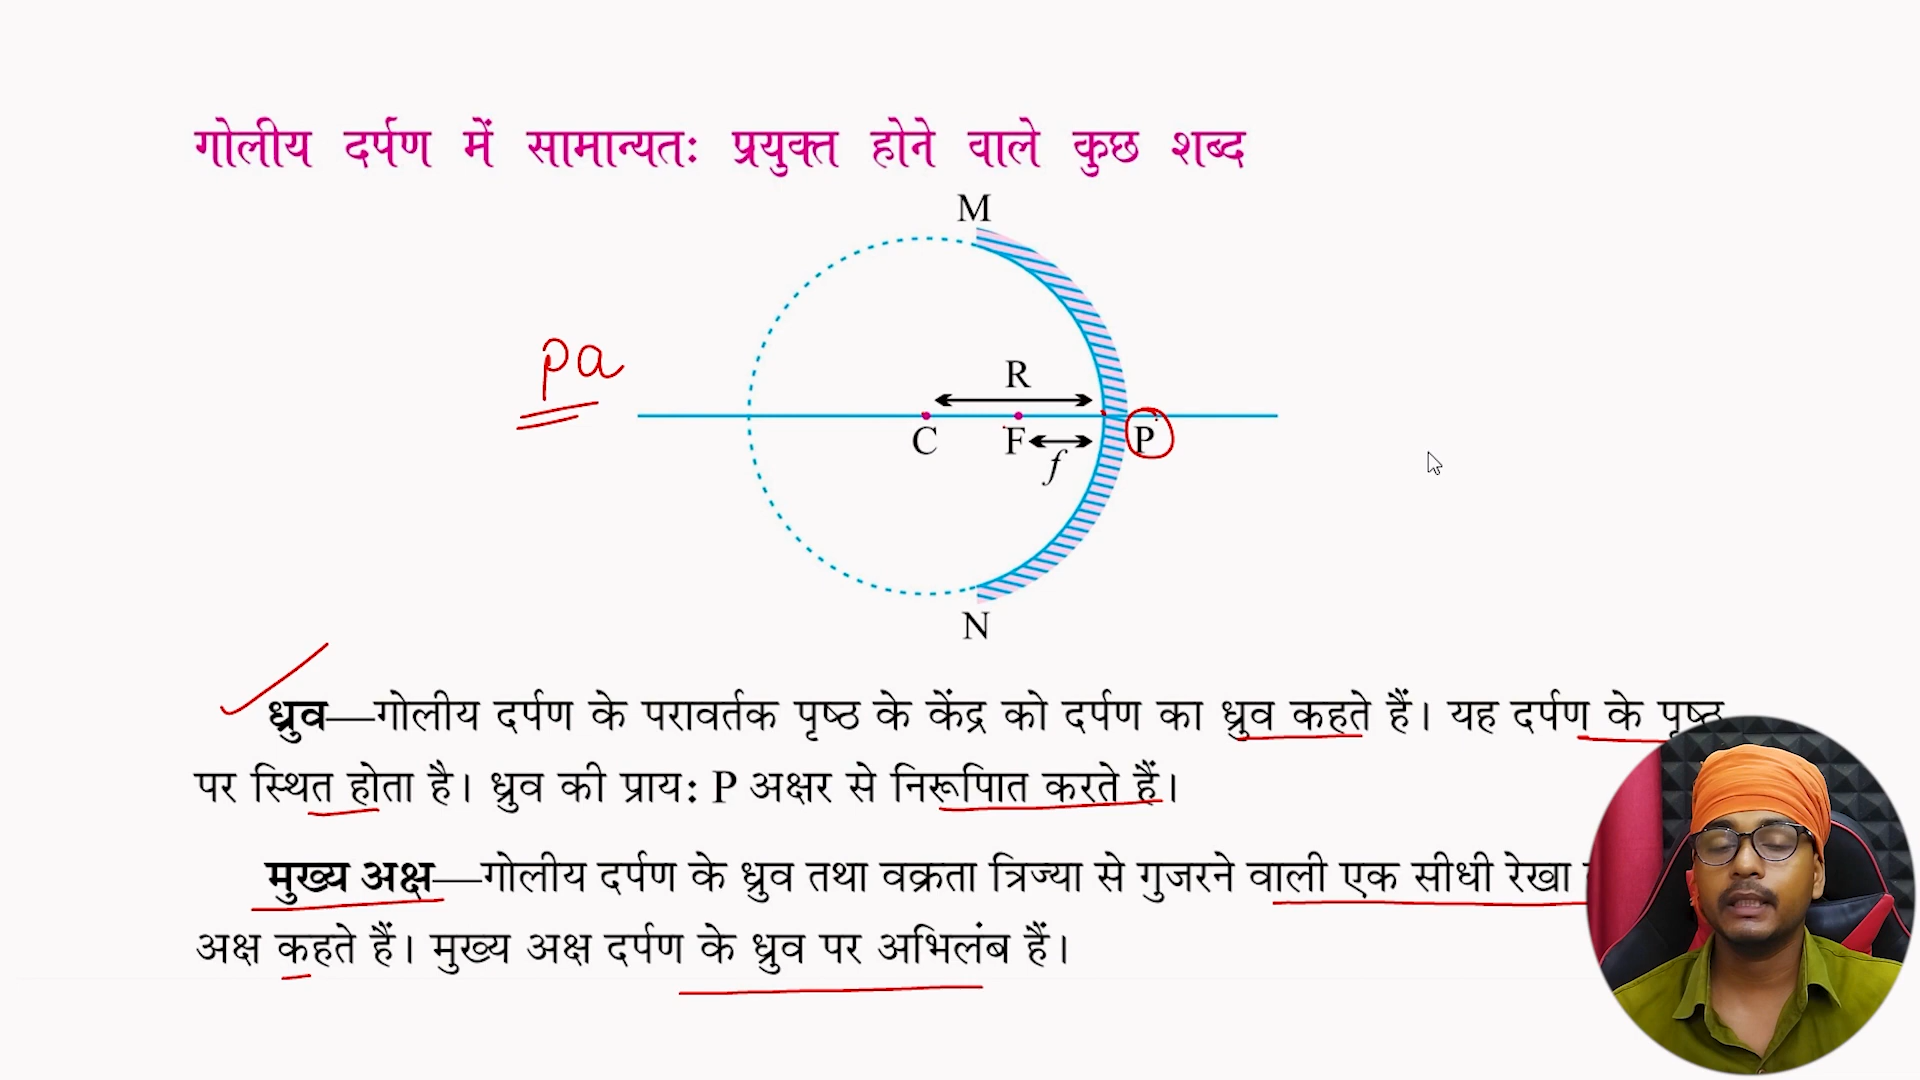 गोलीय दर्पण में सामान्यतः प्रयुक्त होने वाले कुछ शब्द
M
pa
R
C
F
P
f
N
ध्रुव—गोलीय दर्पण के परावर्तक पृष्ठ के केंद्र को दर्पण का ध्रुव कहते हैं। यह दर्पण के पृष्ठ
पर स्थित होता है। ध्रुव की प्राय: P अक्षर से निरूपिात करते हैं।
मुख्य अक्ष—गोलीय दर्पण के ध्रुव तथा वक्रता त्रिज्या से गुजरने वाली एक सीधी रेखा
अक्ष कहते हैं। मुख्य अक्ष दर्पण के ध्रुव पर अभिलंब हैं।